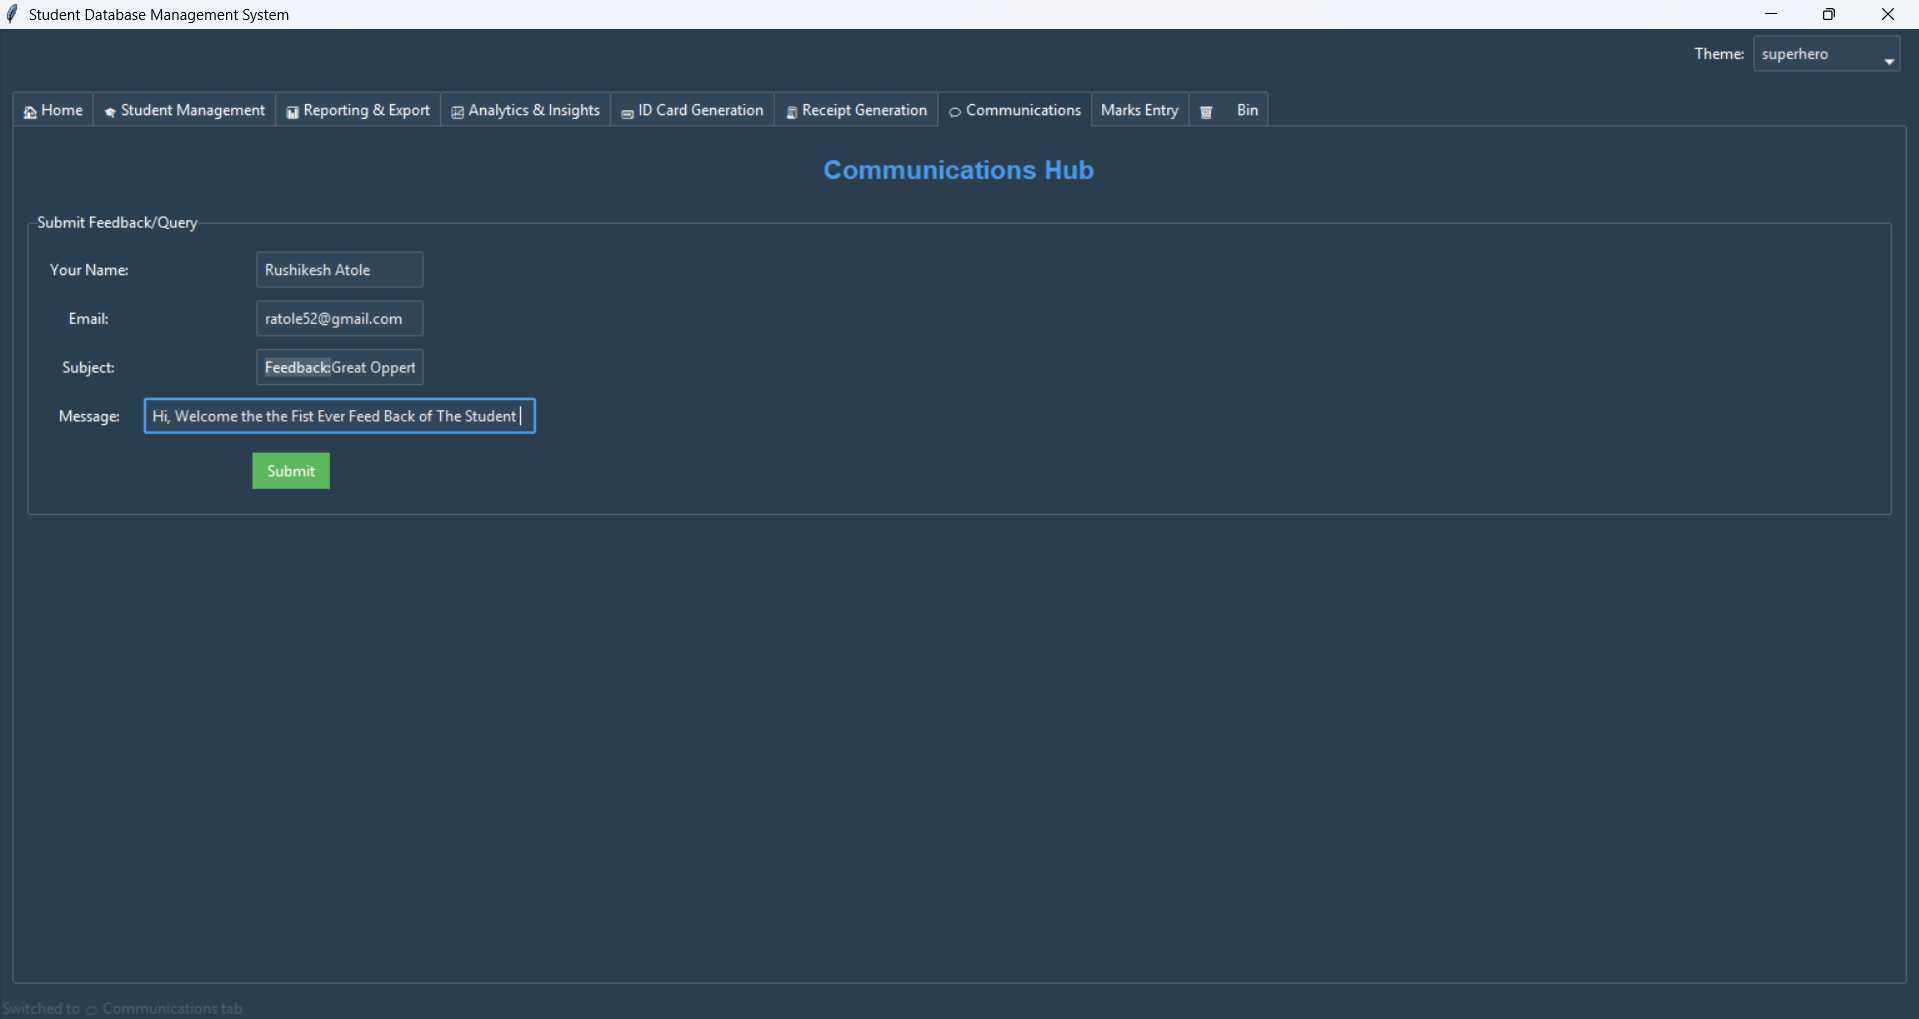 Student Database Management System
Theme: superhero
Home Student Management Reporting & Export Analytics & Insights ID Card Generation Receipt Generation Communications Marks Entry Bin
Communications Hub
Submit Feedback/Query
Your Name: Rushikesh Atole
Email: ratole52@gmail.com
Subject: Feedback:Great Oppert
Message: Hi, Welcome the the Fist Ever Feed Back of The Student
Submit
Switched to Communications tab